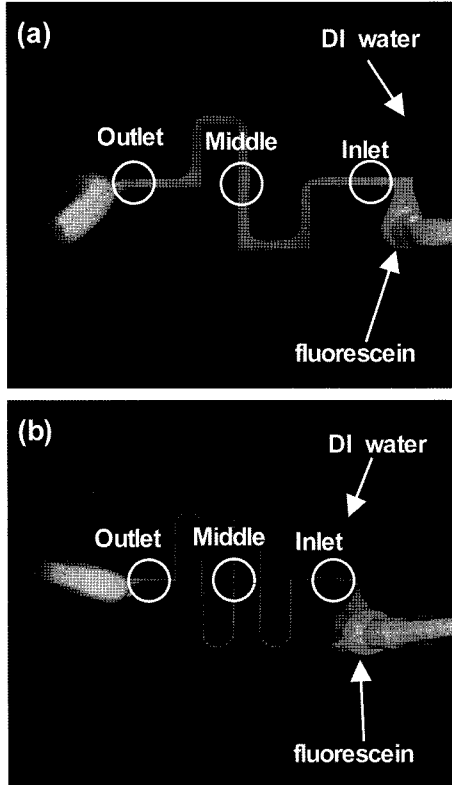 (a)
DI water
Outlet
Middle
Inlet
fluorescein
(b)
DI water
Outlet
Middle
Inlet
fluorescein